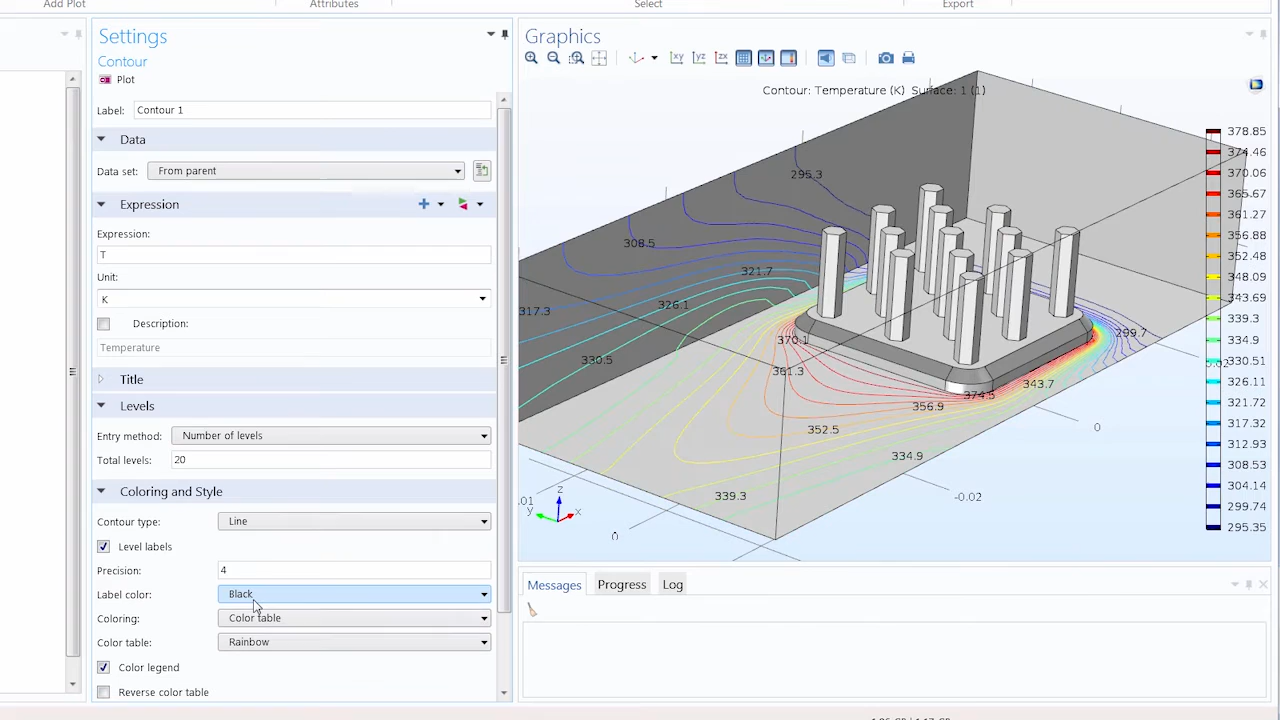 Add Plot
Attributes
Select
Export
Settings
Contour
Plot
Label:
Contour 1
Data
Data set:
From parent
Expression
Expression:
T
Unit:
K
Description:
Temperature
Title
Levels
Entry method:
Number of levels
Total levels:
20
Coloring and Style
Contour type:
Line
Level labels
Precision:
4
Label color:
Black
Coloring:
Color table
Color table:
Rainbow
Color legend
Reverse color table
Graphics
xy
yz
zx
Contour: Temperature (K) Surface: 1 (1)
295.3
308.5
321.7
317.3
326.1
330.5
370.1
361.3
299.7
343.7
374.5
356.9
352.5
334.9
339.3
0
-0.02
0
z
y
x
378.85
374.46
370.06
365.67
361.27
356.88
352.48
348.09
343.69
339.3
334.9
330.51
326.11
321.72
317.32
312.93
308.53
304.14
299.74
295.35
Messages
Progress
Log